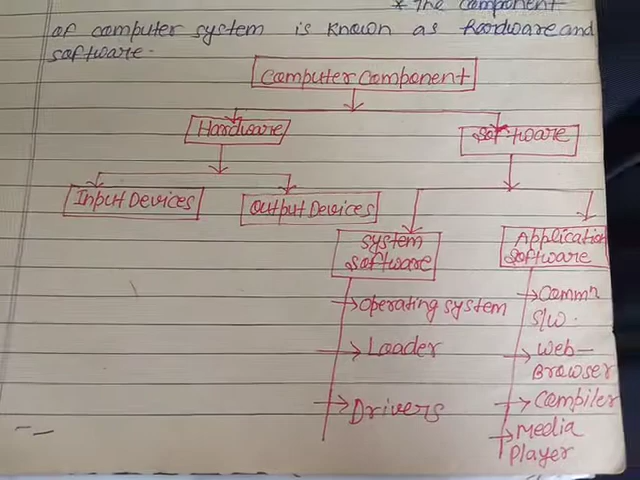 * The component
of computer system is known as hardware and
software.
Computer Component
Hardware
Software
Input Devices
Output Devices
System
Software
Application
Software
→ Operating system
→ Loader
→ Drivers
→ Commn
S/W.
→ Web-
Browser
→ Compiler
→ Media
Player